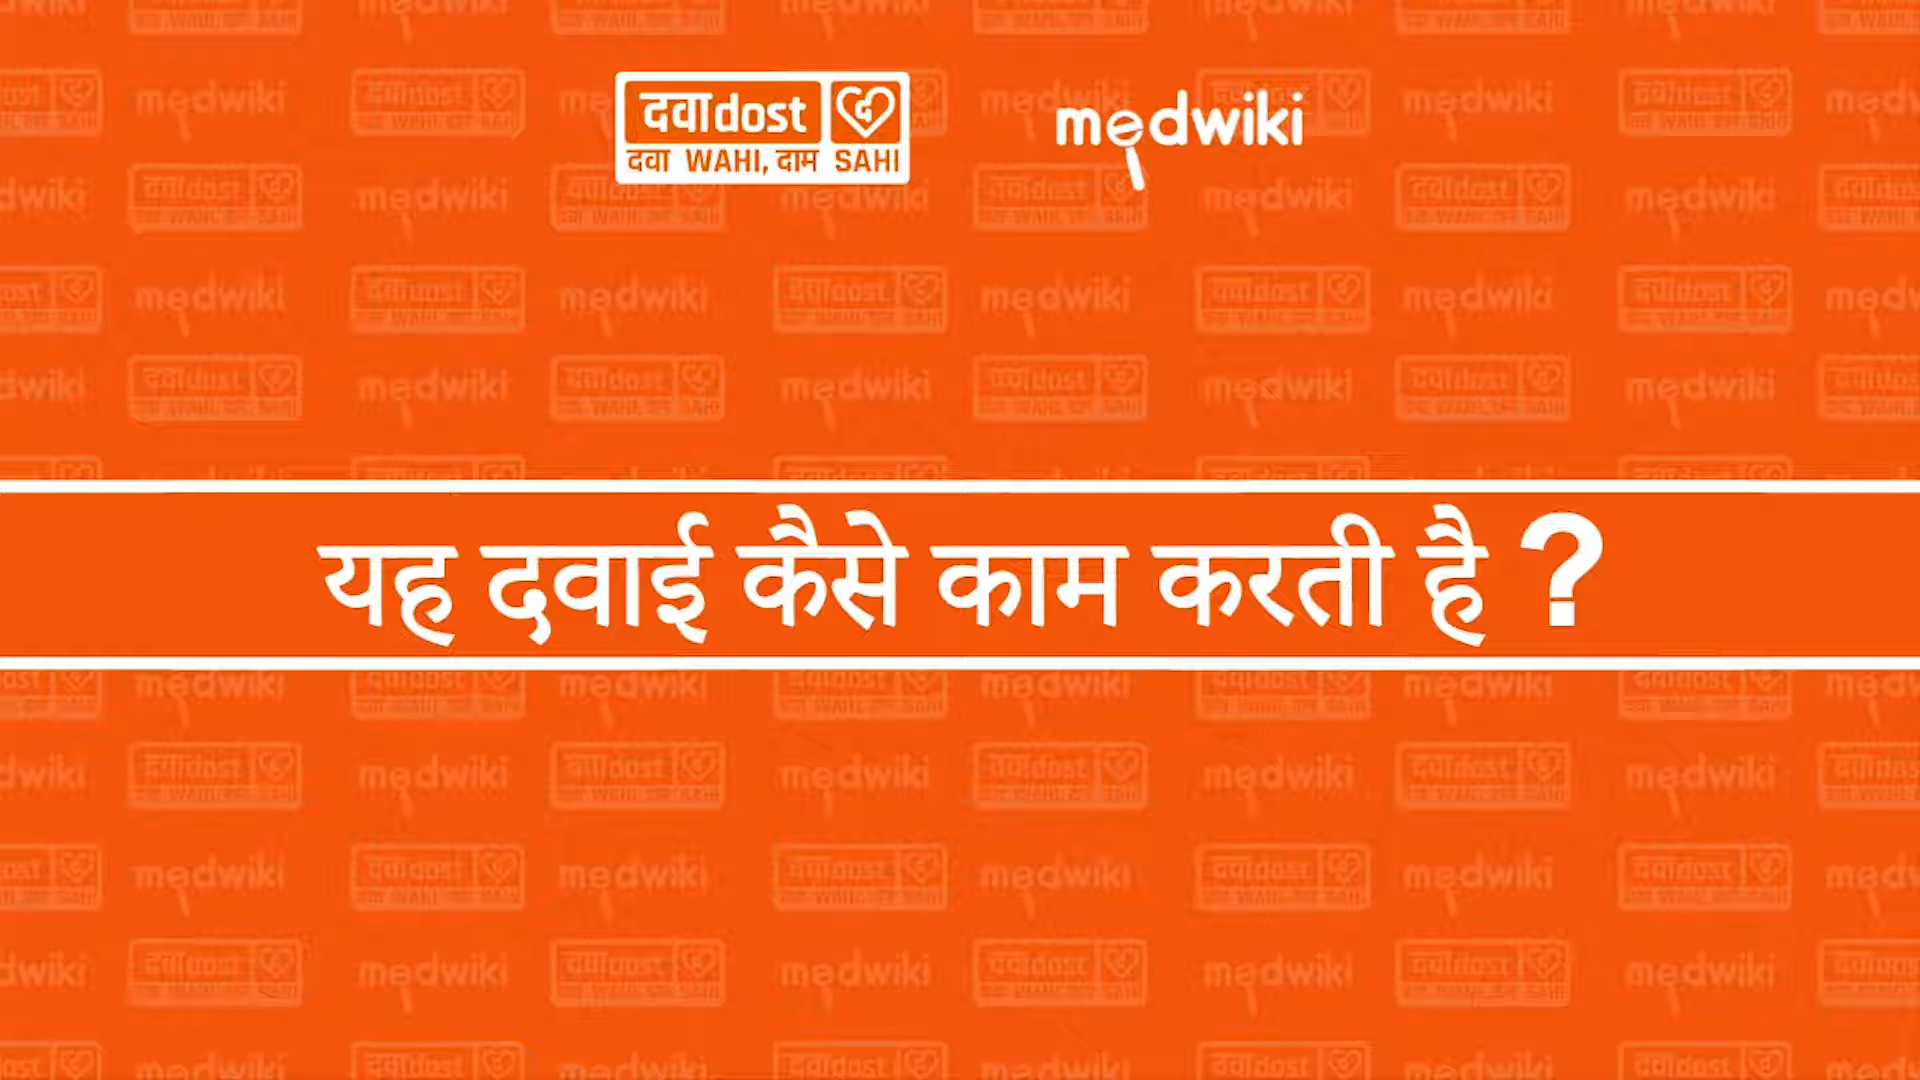 दवाdost
दवा WAHI, दाम SAHI
medwiki
यह दवाई कैसे काम करती है ?